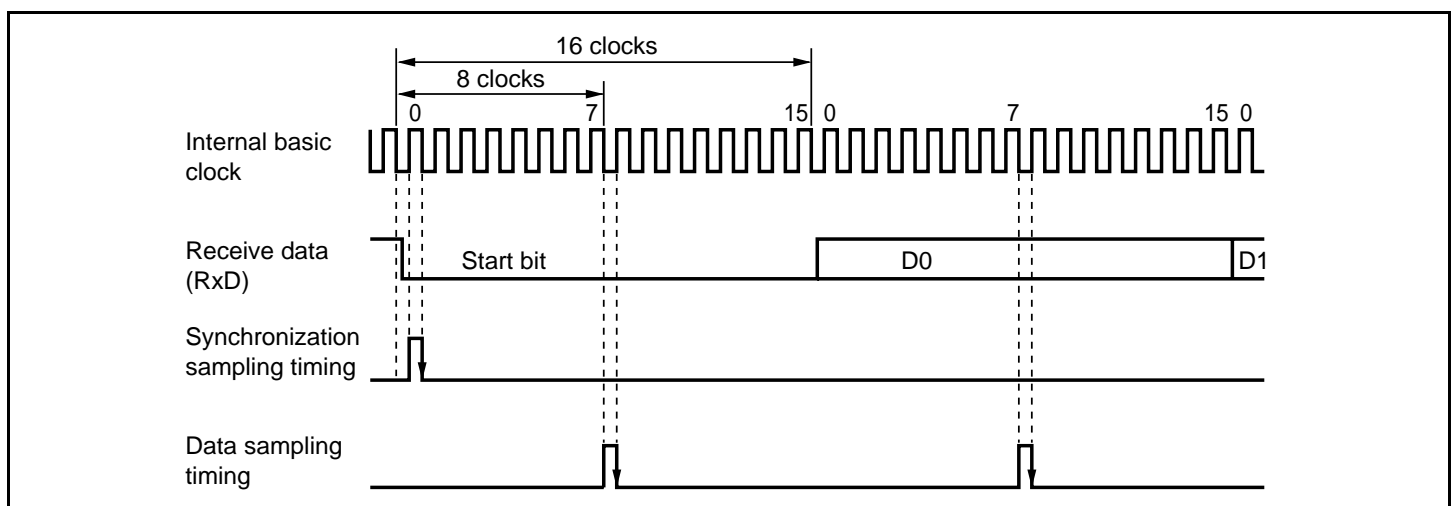 16 clocks
8 clocks
0 7 15 0 7 15 0
Internal basic
clock
Receive data
(RxD)
Start bit D0 D1
Synchronization
sampling timing
Data sampling
timing